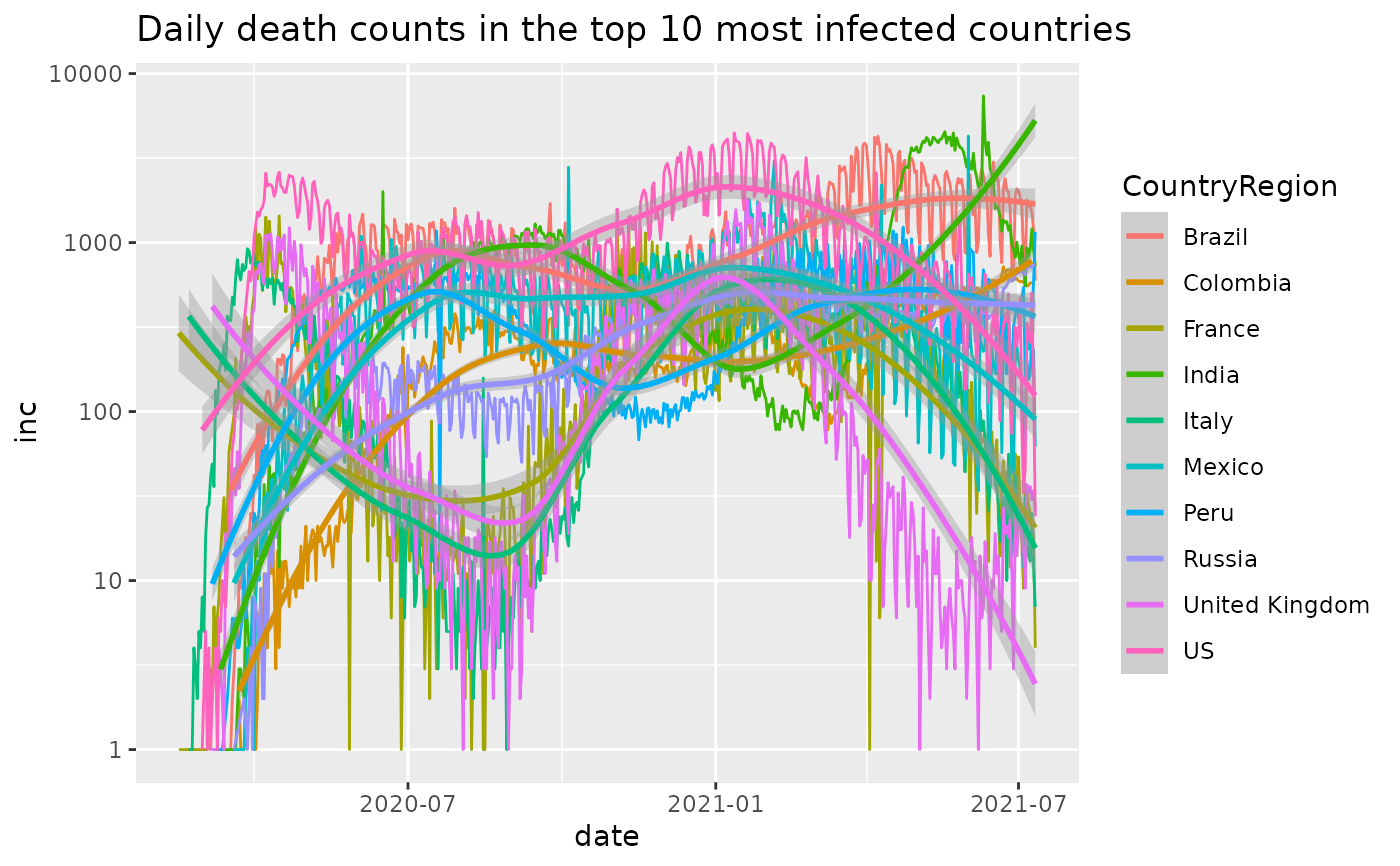 Daily death counts in the top 10 most infected countries
10000
1000
100
10
1
inc
2020-07
2021-01
2021-07
date
CountryRegion
Brazil
Colombia
France
India
Italy
Mexico
Peru
Russia
United Kingdom
US